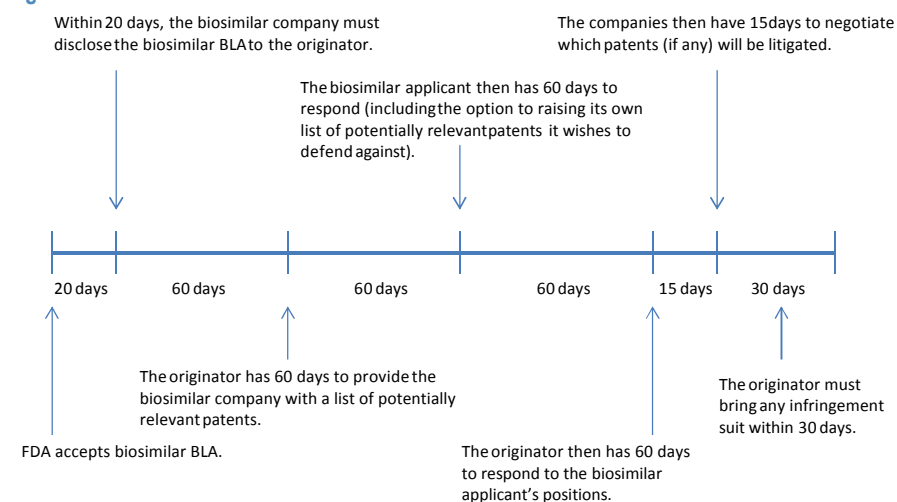 Within 20 days, the biosimilar company must
disclose the biosimilar BLA to the originator.
The companies then have 15 days to negotiate
which patents (if any) will be litigated.
The biosimilar applicant then has 60 days to
respond (including the option to raising its own
list of potentially relevant patents it wishes to
defend against).
20 days
60 days
60 days
60 days
15 days
30 days
The originator has 60 days to provide the
biosimilar company with a list of potentially
relevant patents.
The originator must
bring any infringement
suit within 30 days.
FDA accepts biosimilar BLA.
The originator then has 60 days
to respond to the biosimilar
applicant's positions.